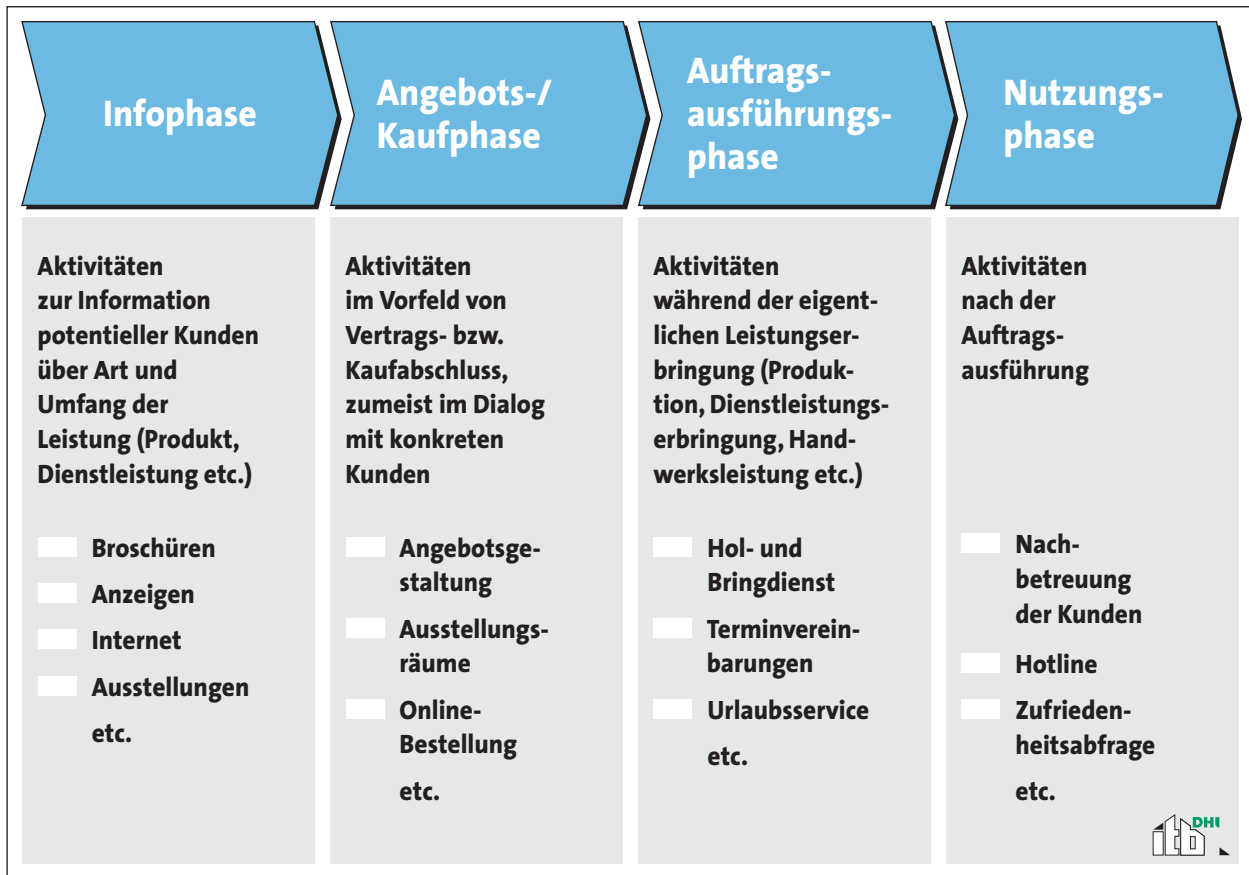 Infophase
Aktivitäten
zur Information
potentieller Kunden
über Art und
Umfang der
Leistung (Produkt,
Dienstleistung etc.)
Broschüren
Anzeigen
Internet
Ausstellungen
etc.
Angebots-/
Kaufphase
Aktivitäten
im Vorfeld von
Vertrags- bzw.
Kaufabschluss,
zumeist im Dialog
mit konkreten
Kunden
Angebotsge-
staltung
Ausstellungs-
räume
Online-
Bestellung
etc.
Auftrags-
ausführungs-
phase
Aktivitäten
während der eigent-
lichen Leistungser-
bringung (Produk-
tion, Dienstleistungs-
erbringung, Hand-
werksleistung etc.)
Hol- und
Bringdienst
Terminverein-
barungen
Urlaubsservice
etc.
Nutzungs-
phase
Aktivitäten
nach der
Auftrags-
ausführung
Nach-
betreuung
der Kunden
Hotline
Zufrieden-
heitsabfrage
etc.
itb DHI